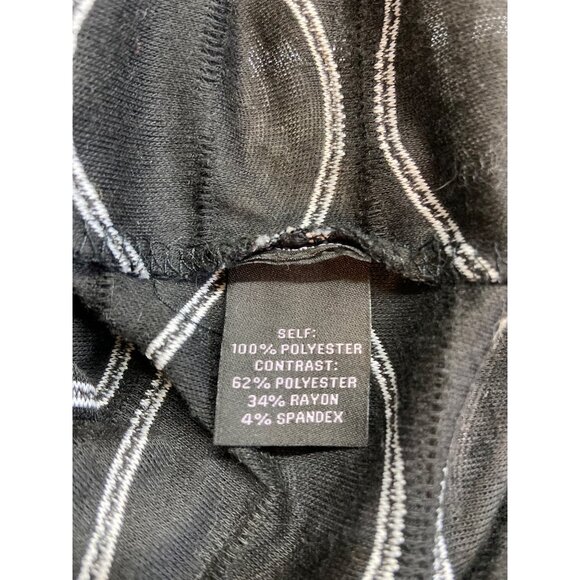 SELF:
100% POLYESTER
CONTRAST:
62% POLYESTER
34% RAYON
4% SPANDEX